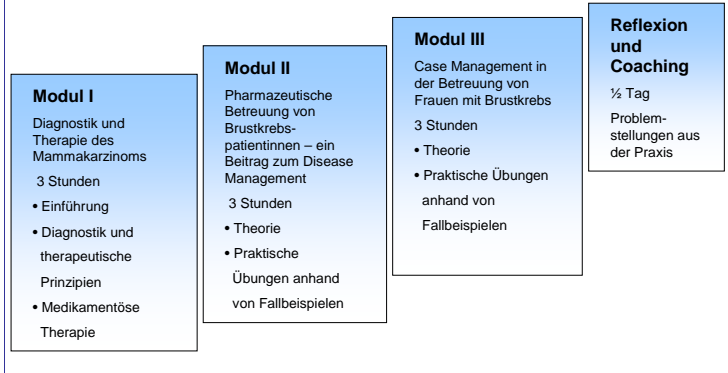 Modul I
Diagnostik und
Therapie des
Mammakarzinoms
3 Stunden
• Einführung
• Diagnostik und
therapeutische
Prinzipien
• Medikamentöse
Therapie
Modul II
Pharmazeutische
Betreuung von
Brustkrebs-
patientinnen – ein
Beitrag zum Disease
Management
3 Stunden
• Theorie
• Praktische
Übungen anhand
von Fallbeispielen
Modul III
Case Management in
der Betreuung von
Frauen mit Brustkrebs
3 Stunden
• Theorie
• Praktische Übungen
anhand von
Fallbeispielen
Reflexion
und
Coaching
½ Tag
Problem-
stellungen aus
der Praxis